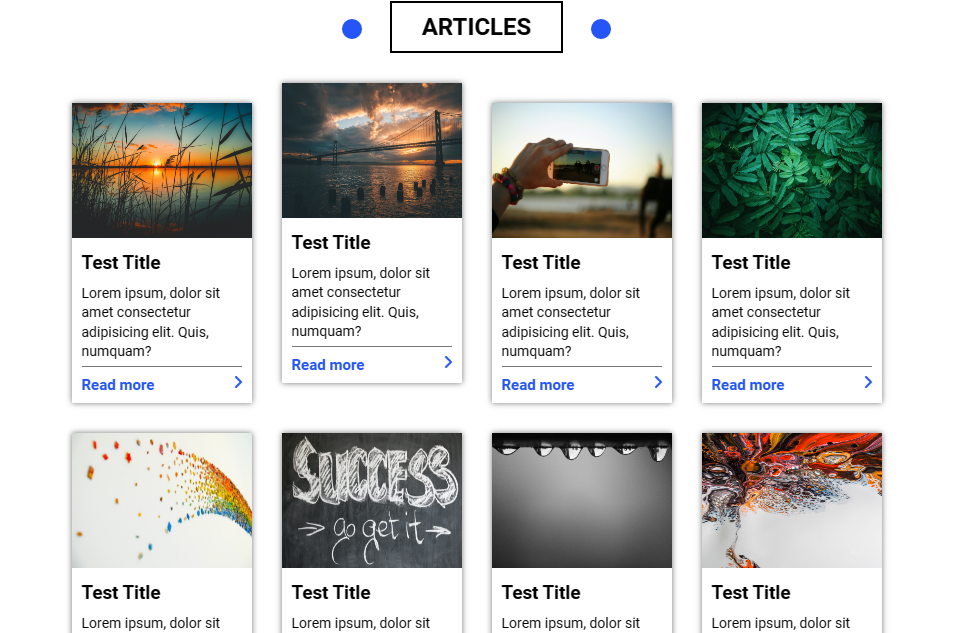 ARTICLES
Test Title
Lorem ipsum, dolor sit
amet consectetur
adipisicing elit. Quis,
numquam?
Read more
Test Title
Lorem ipsum, dolor sit
amet consectetur
adipisicing elit. Quis,
numquam?
Read more
Test Title
Lorem ipsum, dolor sit
amet consectetur
adipisicing elit. Quis,
numquam?
Read more
Test Title
Lorem ipsum, dolor sit
amet consectetur
adipisicing elit. Quis,
numquam?
Read more
Test Title
Lorem ipsum, dolor sit
SUCCESS
go get it
Test Title
Lorem ipsum, dolor sit
Test Title
Lorem ipsum, dolor sit
Test Title
Lorem ipsum, dolor sit